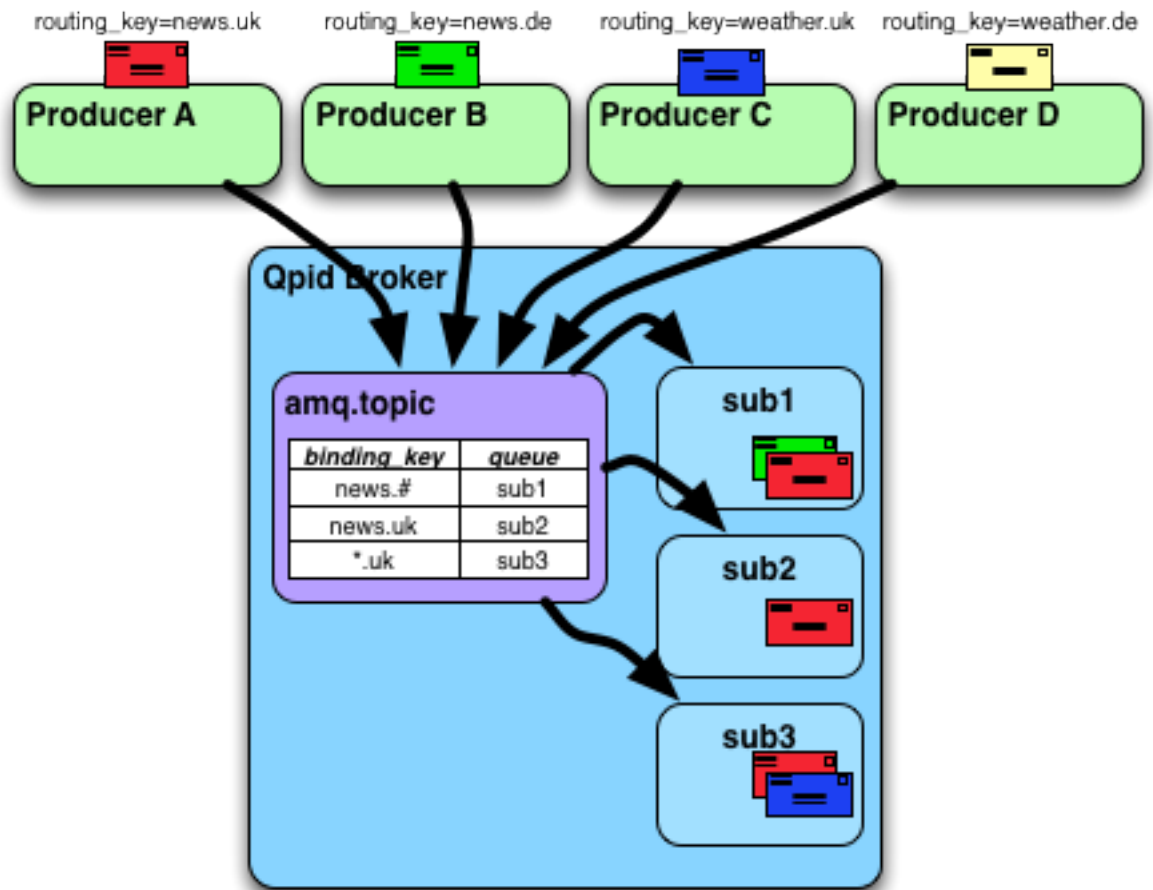 routing_key=news.uk routing_key=news.de routing_key=weather.uk routing_key=weather.de
Producer A Producer B Producer C Producer D
Qpid Broker
amq.topic
binding_key queue
news.# sub1
news.uk sub2
*.uk sub3
sub1
sub2
sub3